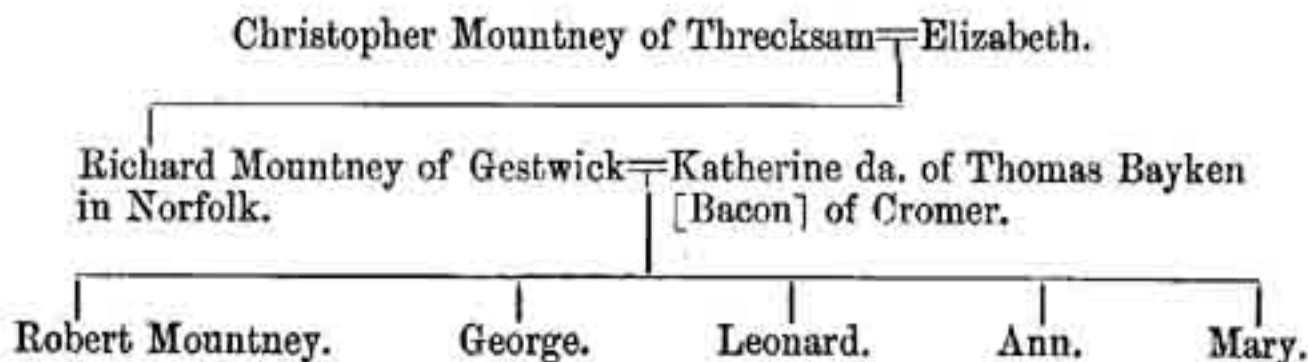 Christopher Mountney of Threcksam=Elizabeth.
Richard Mountney of Gestwick=Katherine da. of Thomas Bayken
in Norfolk. [Bacon] of Cromer.
Robert Mountney. George. Leonard. Ann. Mary.